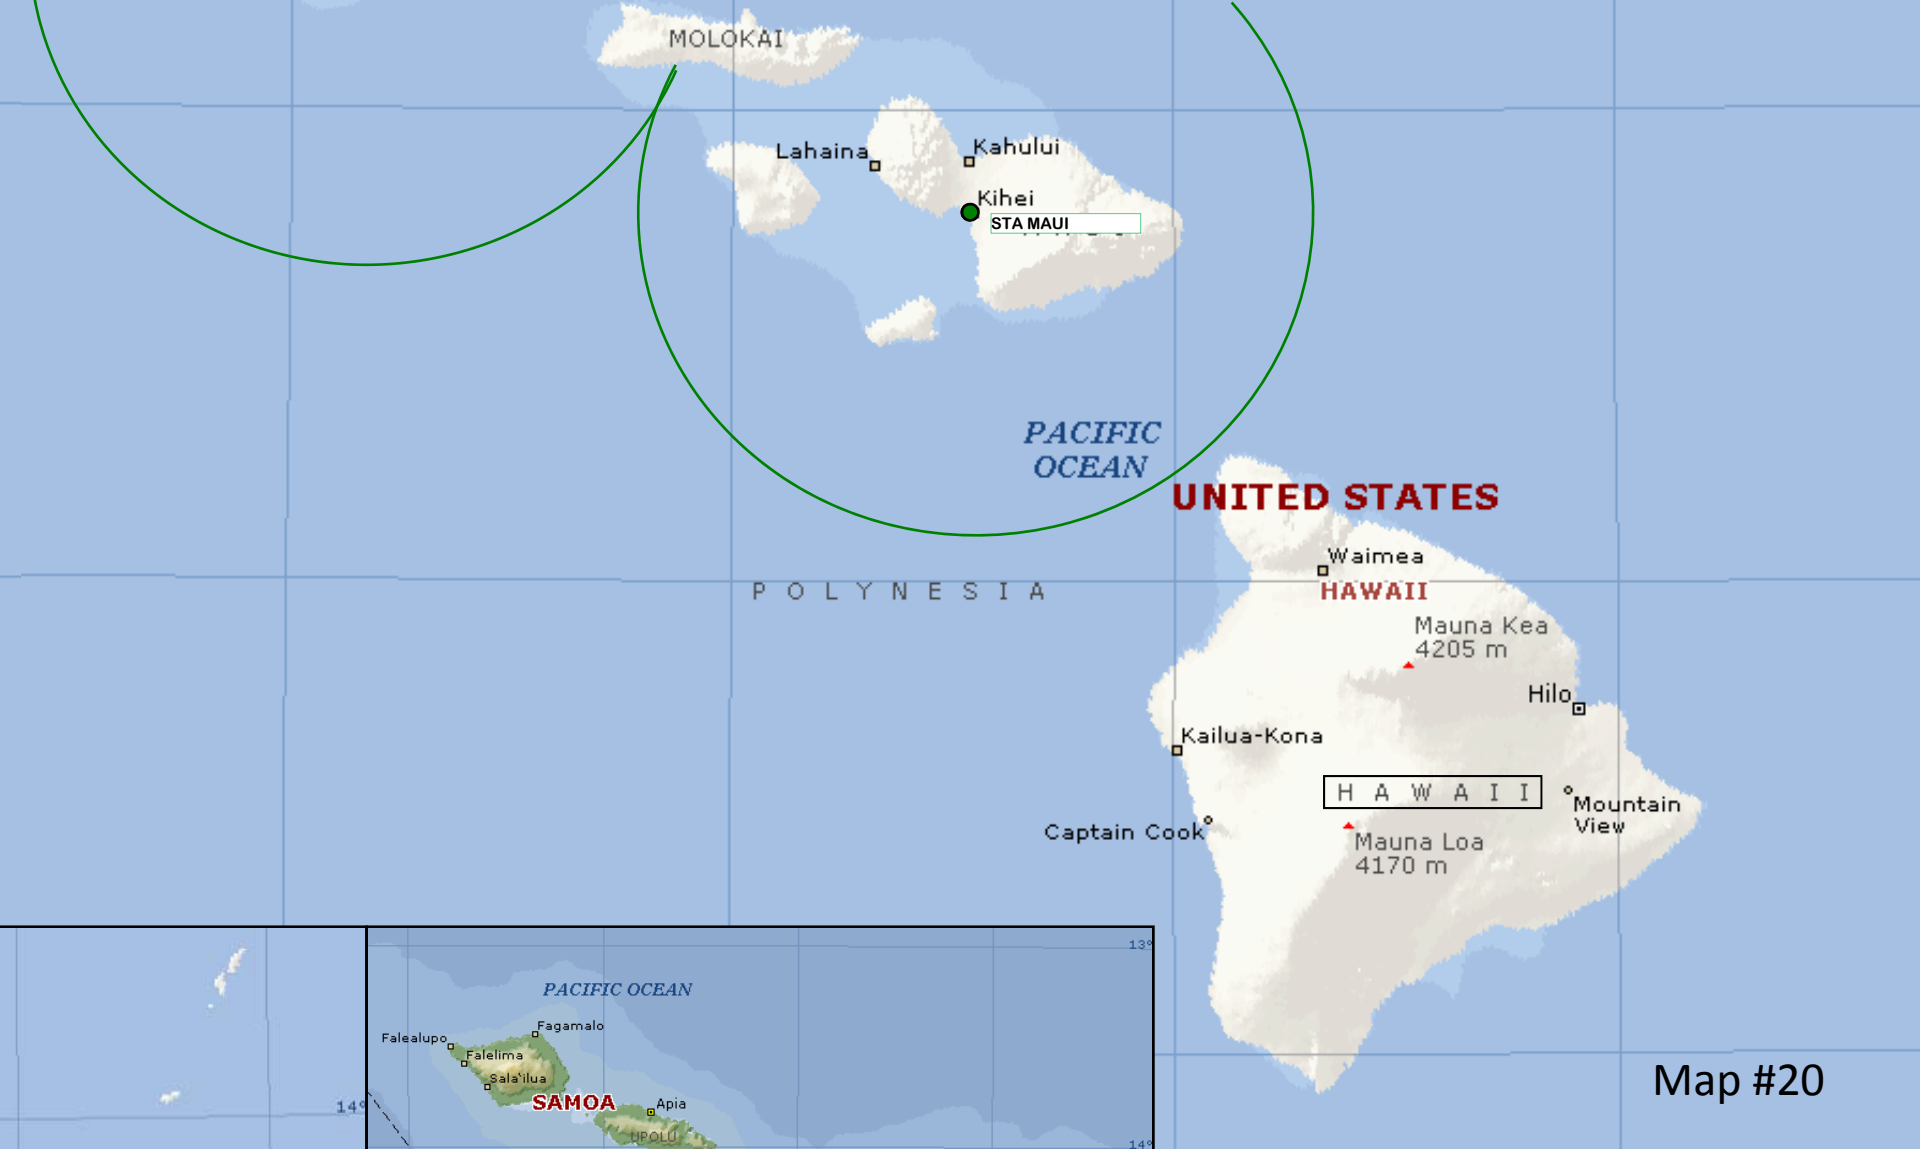 MOLOKAI
Lahaina
Kahului
Kihei
STA MAUI
PACIFIC
OCEAN
UNITED STATES
Waimea
POLYNESIA
HAWAII
Mauna Kea
4205 m
Hilo
Kailua-Kona
HAWAII
Mountain
View
Captain Cook
Mauna Loa
4170 m
13°
PACIFIC OCEAN
Fagamalo
Falealupo
Falelima
Sala'ilua
SAMOA
Apia
UPOLU
14°
14°
Map #20